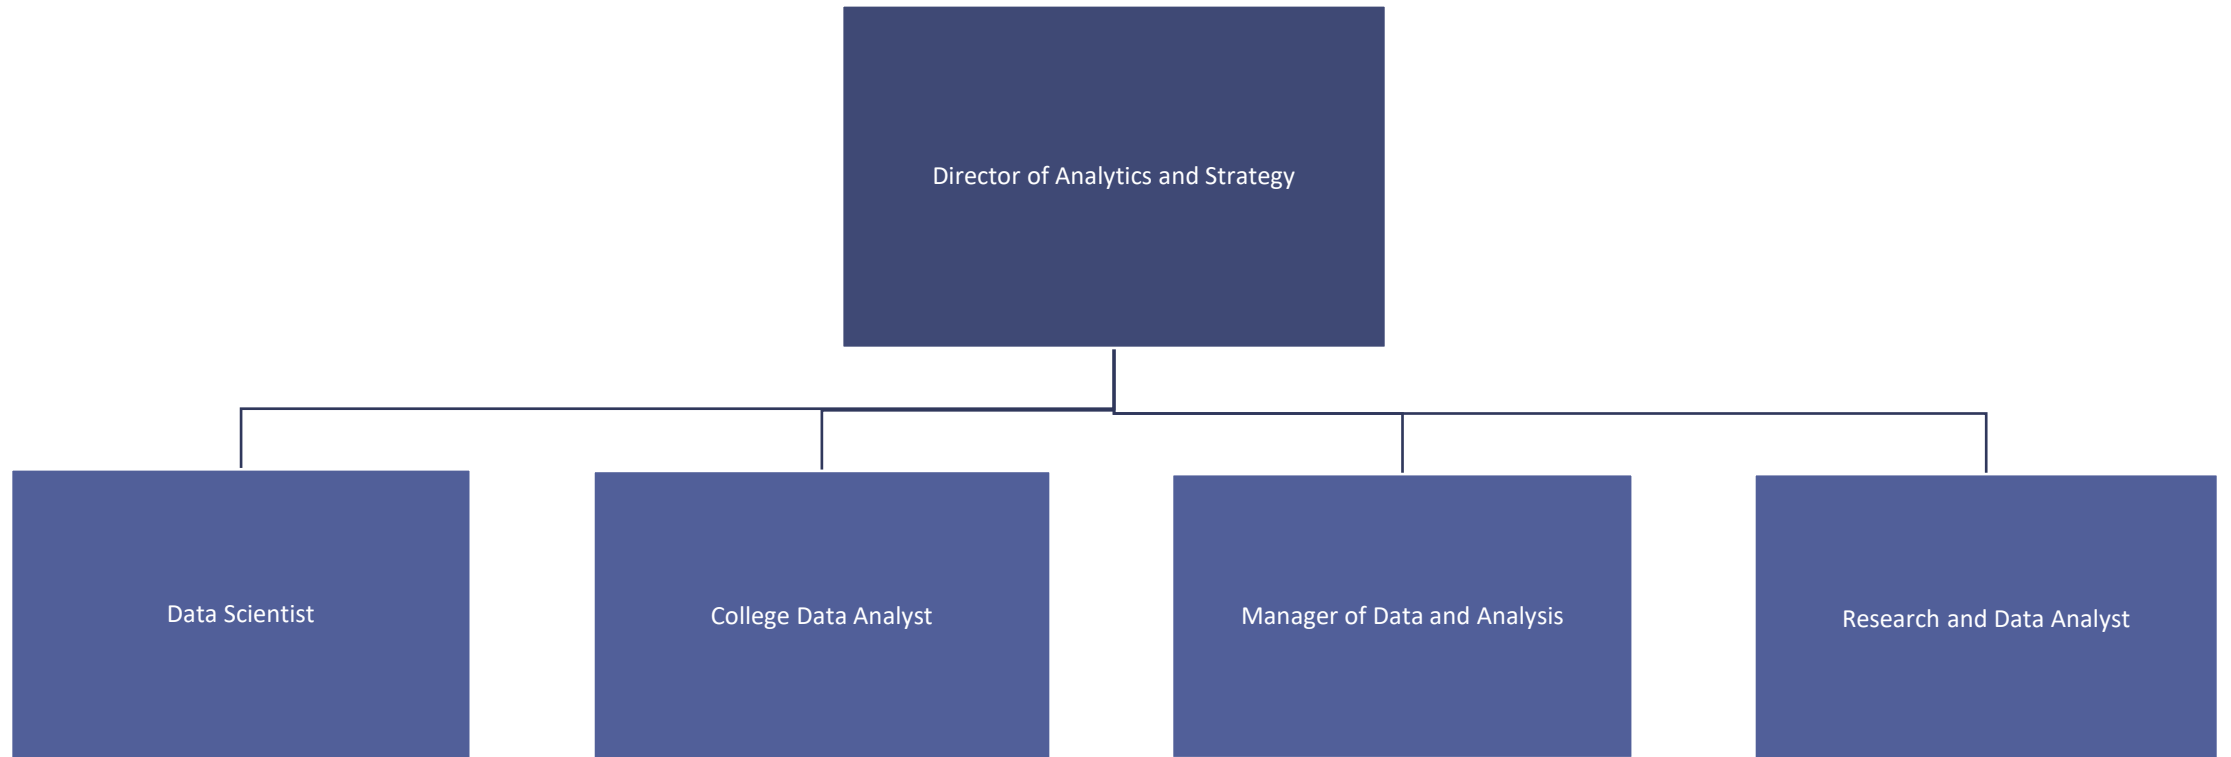 Director of Analytics and Strategy
Data Scientist
College Data Analyst
Manager of Data and Analysis
Research and Data Analyst